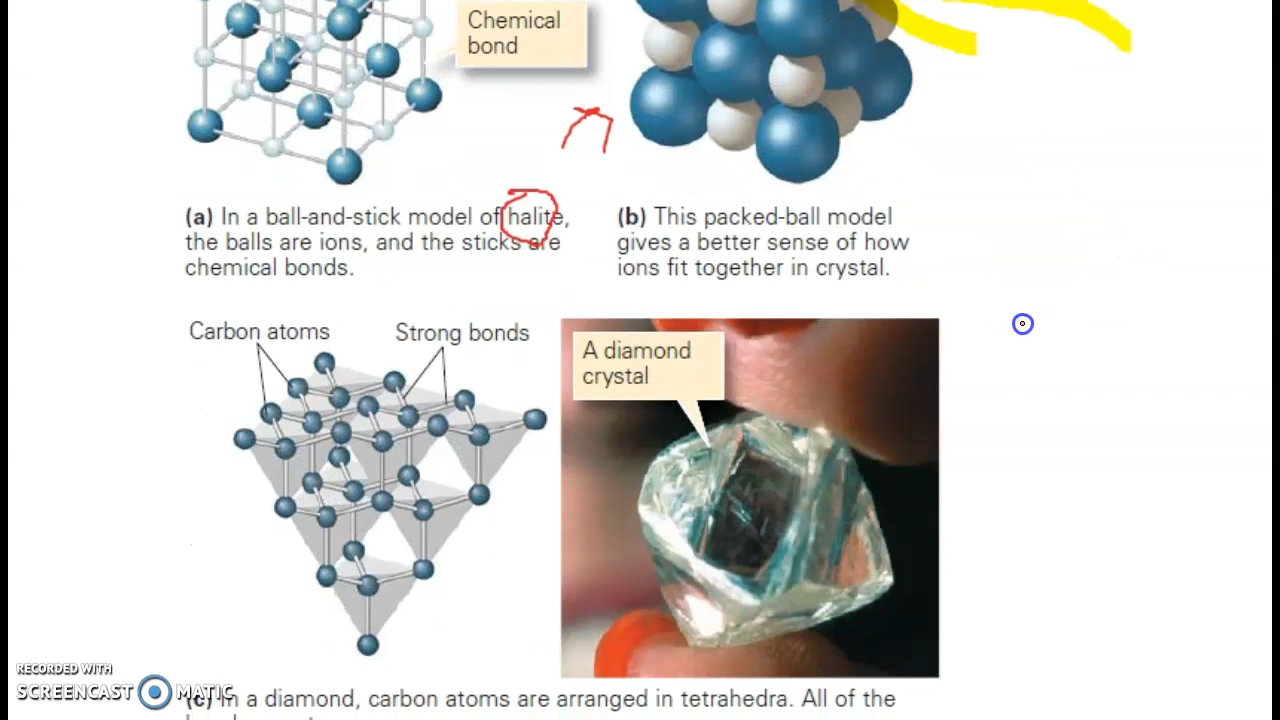 Chemical
bond
(a) In a ball-and-stick model of halite,
the balls are ions, and the sticks are
chemical bonds.
(b) This packed-ball model
gives a better sense of how
ions fit together in crystal.
Carbon atoms
Strong bonds
A diamond
crystal
RECORDED WITH
SCREENCAST MATIC
(c) In a diamond, carbon atoms are arranged in tetrahedra. All of the